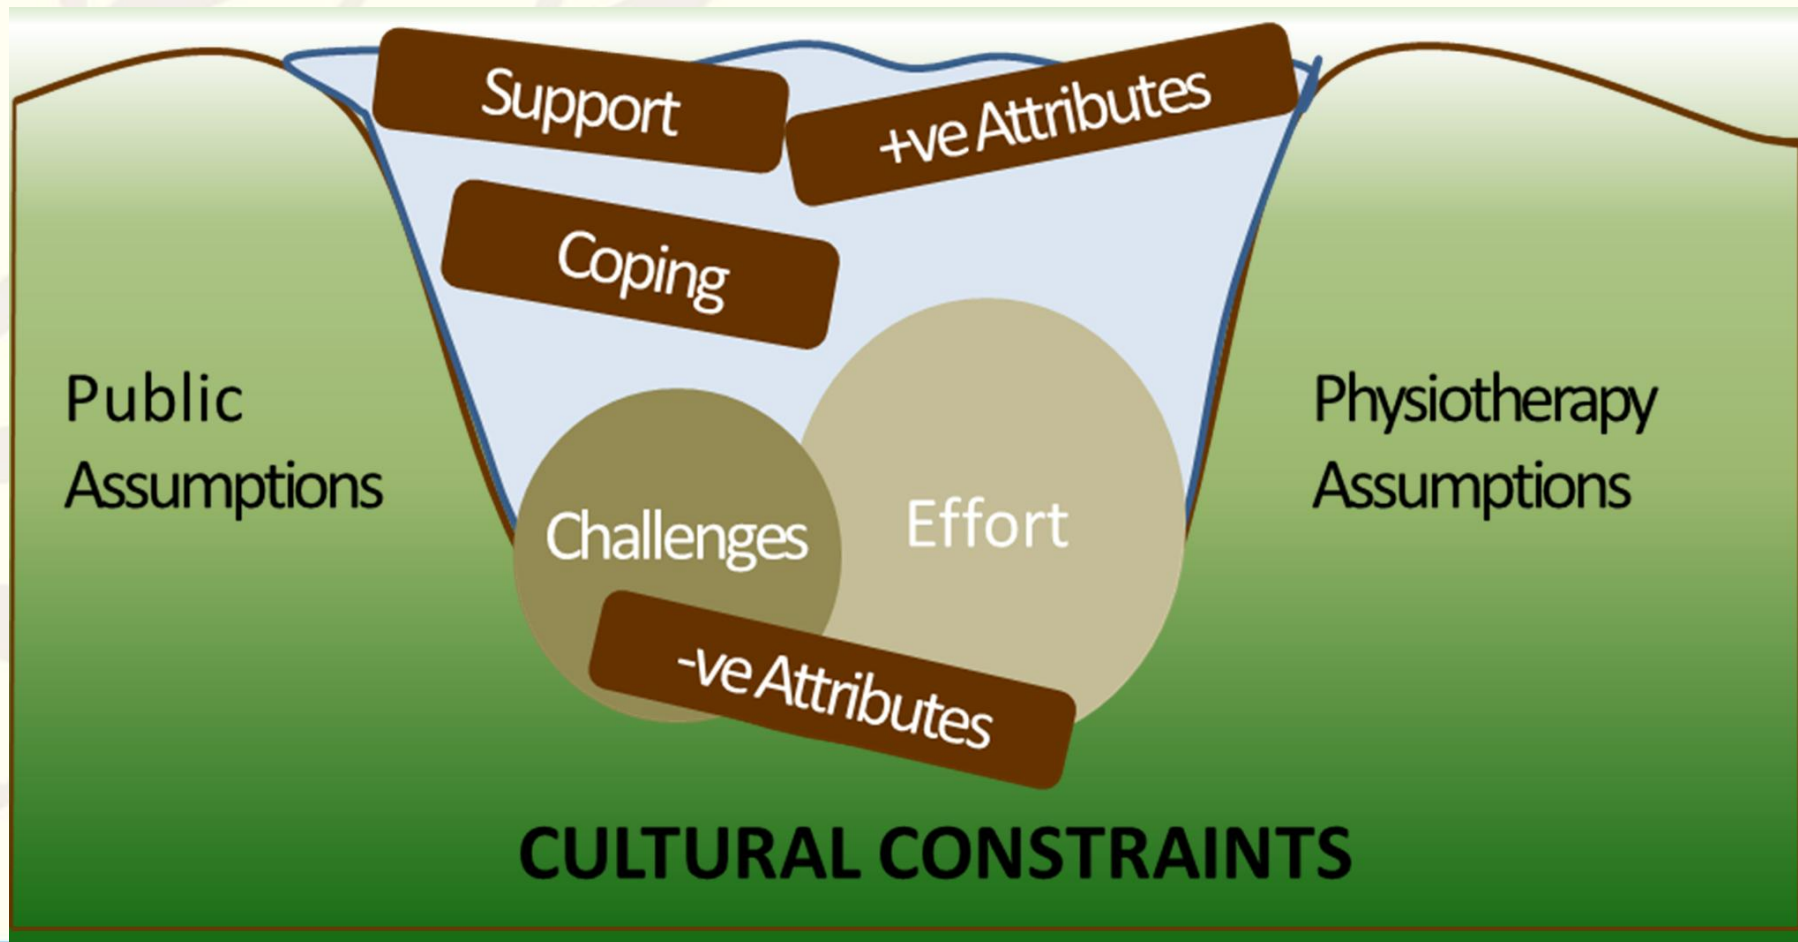 Support
+ve Attributes
Coping
Public
Assumptions
Physiotherapy
Assumptions
Challenges
Effort
-ve Attributes
CULTURAL CONSTRAINTS